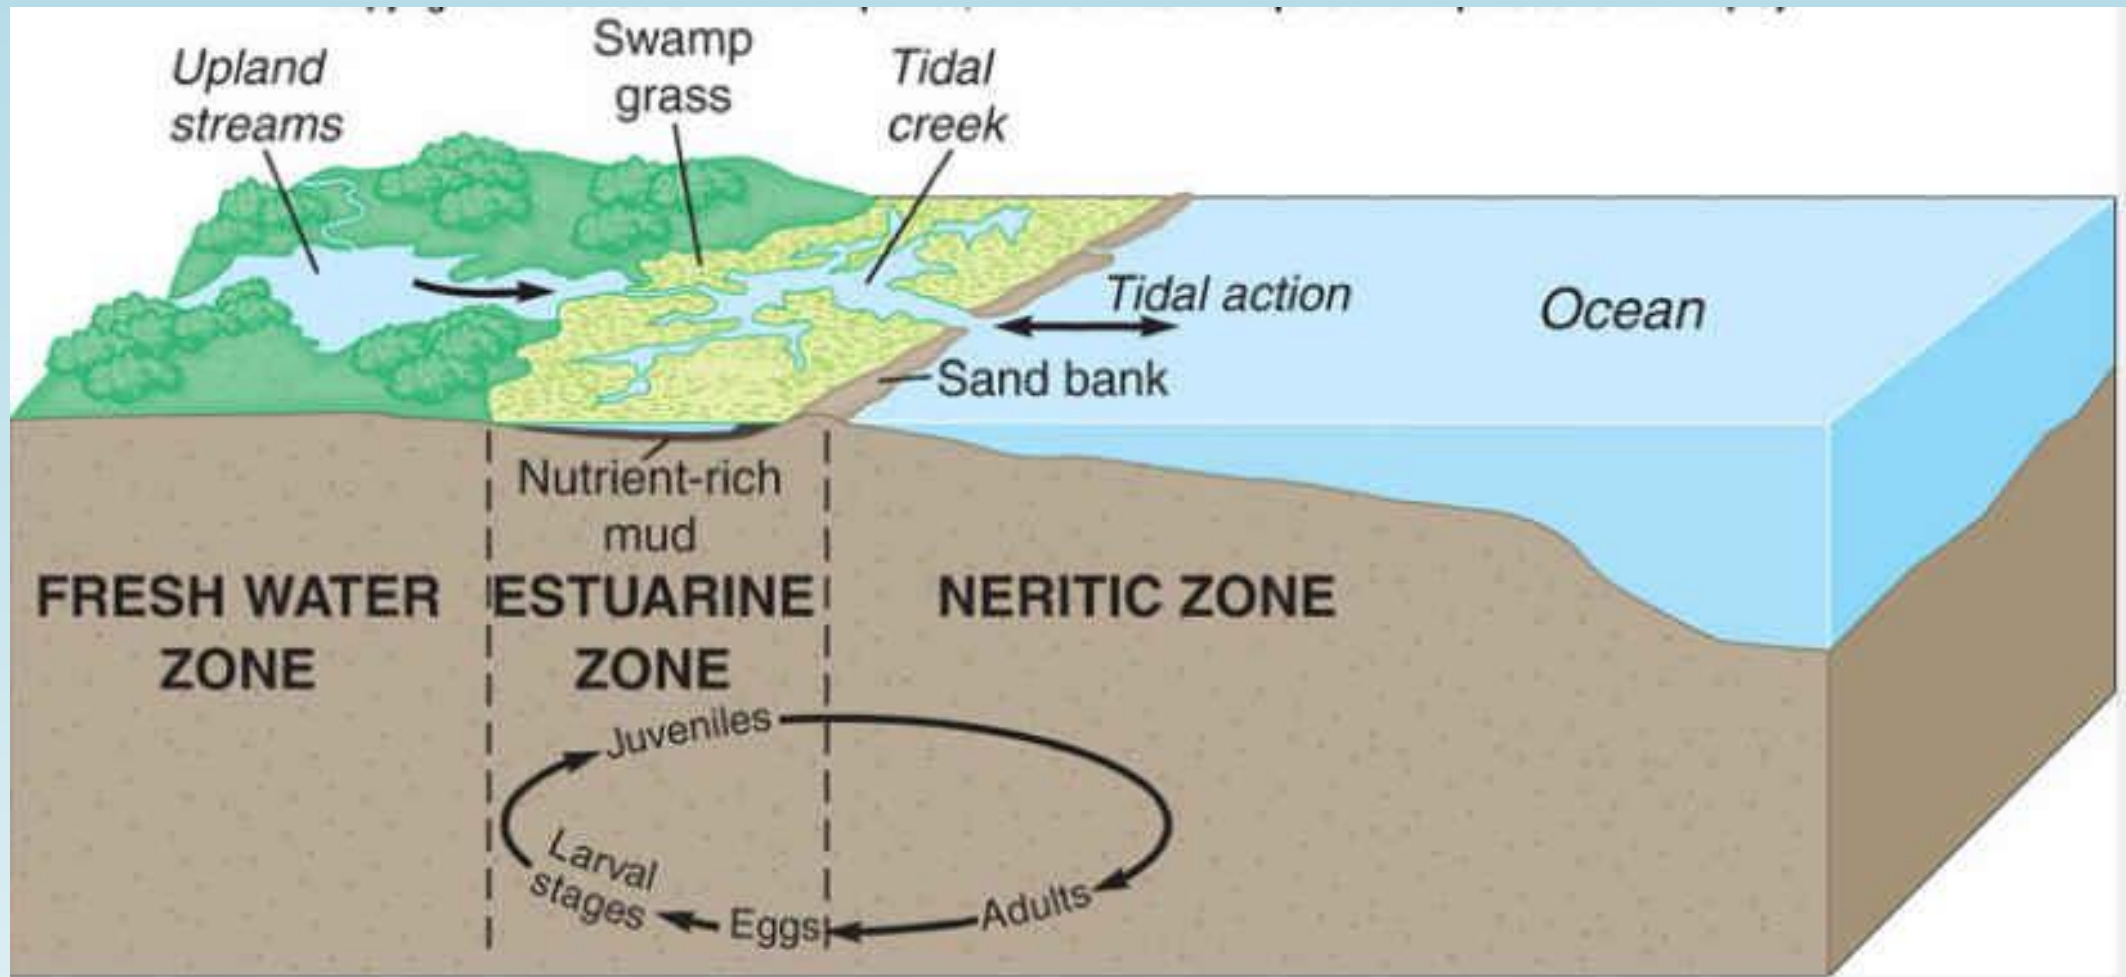 Upland
streams
Swamp
grass
Tidal
creek
Tidal action
Ocean
Sand bank
Nutrient-rich
mud
FRESH WATER
ZONE
ESTUARINE
ZONE
NERITIC ZONE
Juveniles
Larval
stages
Eggs
Adults